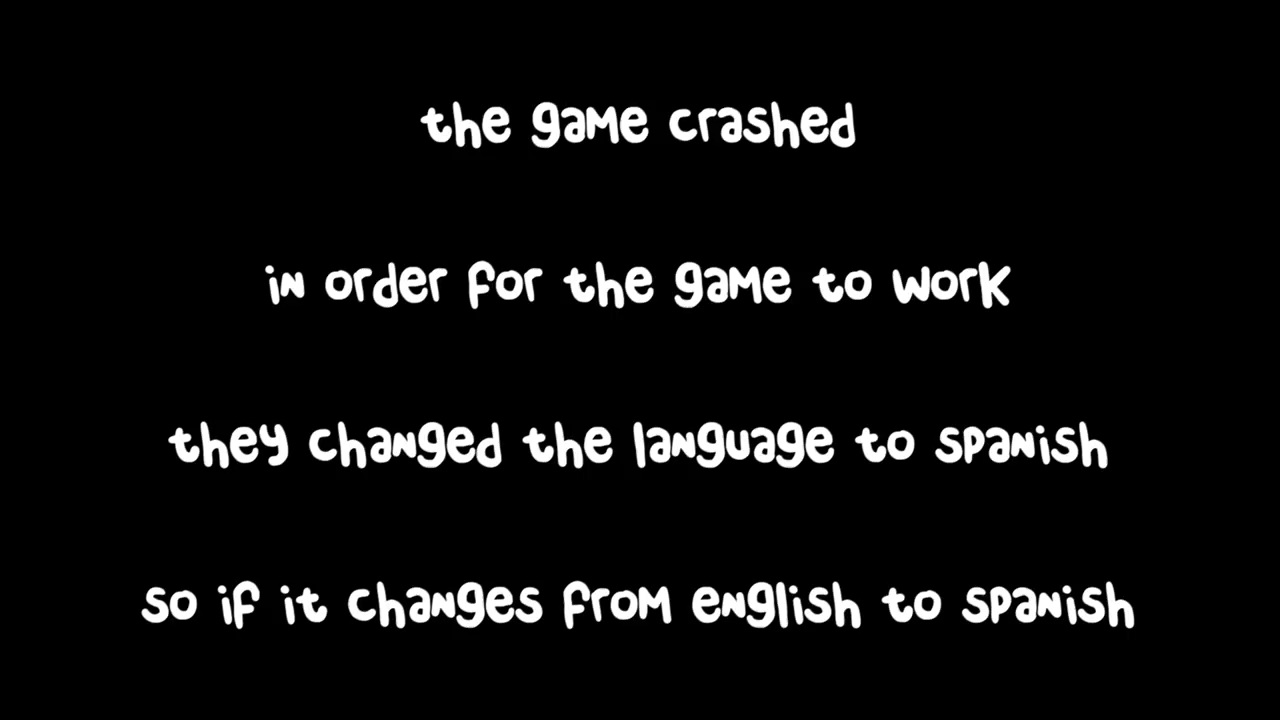 the game crashed
in order for the game to work
they changed the language to spanish
so if it changes from english to spanish